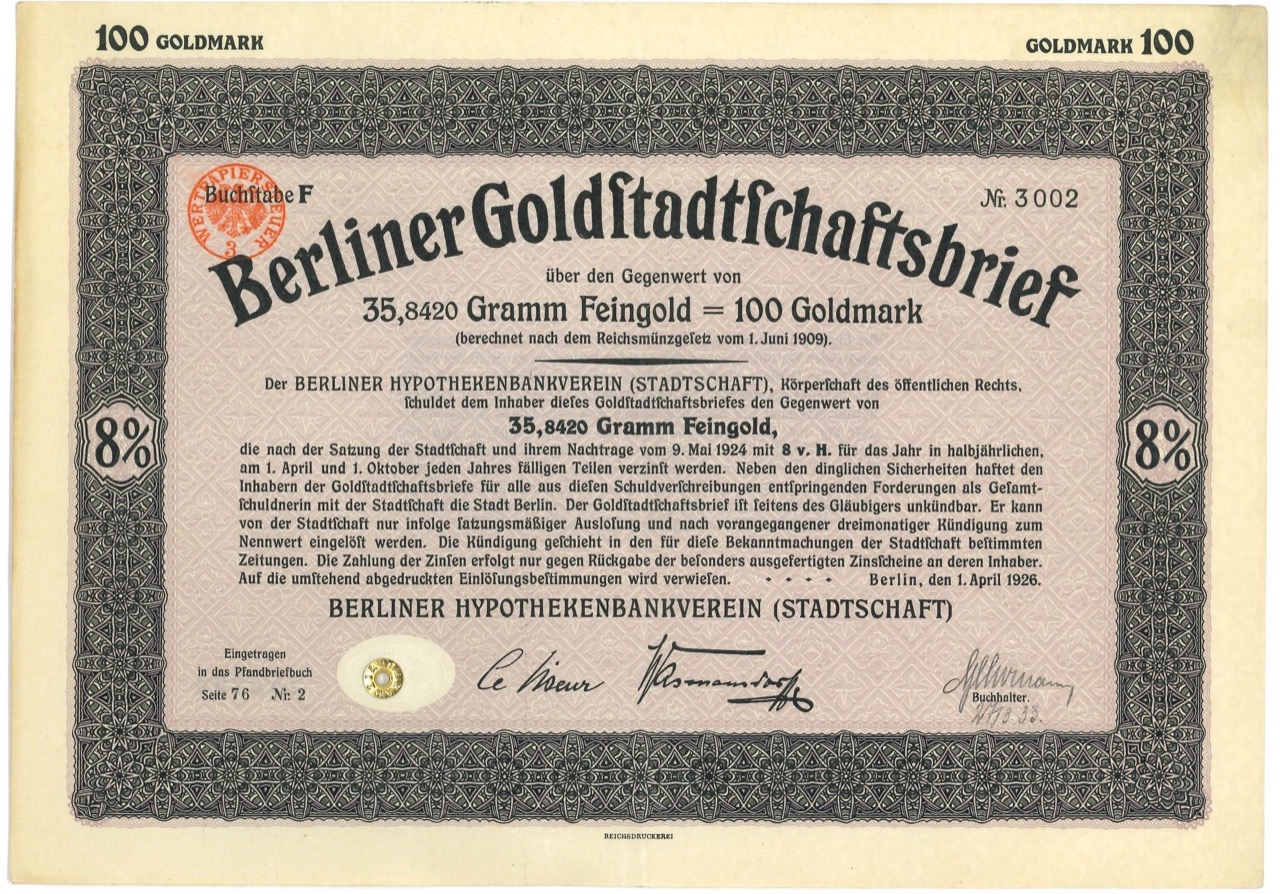 100 GOLDMARK
GOLDMARK 100
WERTPAPIERSTEUER
3
Buchſtabe F
Nr. 3002
Berliner Goldſtadtſchaftsbrief
über den Gegenwert von
35,8420 Gramm Feingold = 100 Goldmark
(berechnet nach dem Reichsmünzgeſetz vom 1. Juni 1909).
Der BERLINER HYPOTHEKENBANKVEREIN (STADTSCHAFT), Körperſchaft des öffentlichen Rechts,
ſchuldet dem Inhaber dieſes Goldſtadtſchaftsbriefes den Gegenwert von
35,8420 Gramm Feingold,
die nach der Satzung der Stadtſchaft und ihrem Nachtrage vom 9. Mai 1924 mit 8 v. H. für das Jahr in halbjährlichen,
am 1. April und 1. Oktober jeden Jahres fälligen Teilen verzinſt werden. Neben den dinglichen Sicherheiten haftet den
Inhabern der Goldſtadtſchaftsbriefe für alle aus dieſen Schuldverſchreibungen entſpringenden Forderungen als Geſamt-
ſchuldnerin mit der Stadtſchaft die Stadt Berlin. Der Goldſtadtſchaftsbrief iſt ſeitens des Gläubigers unkündbar. Er kann
von der Stadtſchaft nur infolge ſatzungsmäßiger Ausloſung und nach vorangegangener dreimonatiger Kündigung zum
Nennwert eingelöſt werden. Die Kündigung geſchieht in den für dieſe Bekanntmachungen der Stadtſchaft beſtimmten
Zeitungen. Die Zahlung der Zinſen erfolgt nur gegen Rückgabe der beſonders ausgefertigten Zinsſcheine an deren Inhaber.
Auf die umſtehend abgedruckten Einlöſungsbeſtimmungen wird verwieſen. Berlin, den 1. April 1926.
8%
8%
BERLINER HYPOTHEKENBANKVEREIN (STADTSCHAFT)
Eingetragen
in das Pfandbriefbuch
Seite 76 Nr. 2
Buchhalter.
REICHSDRUCKEREI